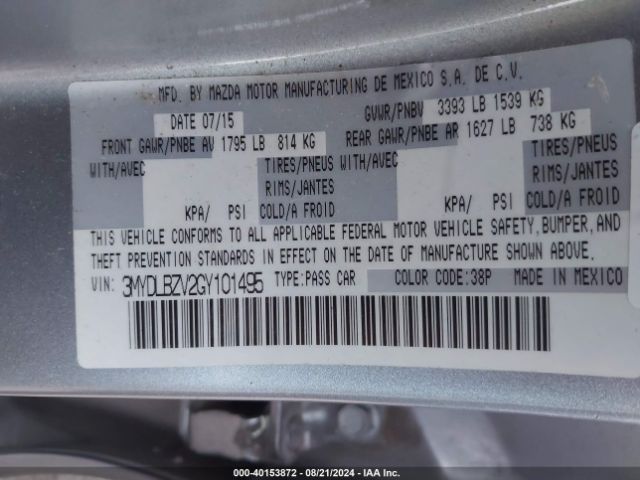 MFD. BY MAZDA MOTOR MANUFACTURING DE MEXICO S.A. DE C.V.
DATE 07/15 GVWR/PNBV 3393 LB 1539 KG
FRONT GAWR/PNBE AV 1795 LB 814 KG REAR GAWR/PNBE AR 1627 LB 738 KG
WITH/AVEC TIRES/PNEUS WITH/AVEC TIRES/PNEUS
RIMS/JANTES RIMS/JANTES
KPA/ PSI COLD/A FROID KPA/ PSI COLD/A FROID
THIS VEHICLE CONFORMS TO ALL APPLICABLE FEDERAL MOTOR VEHICLE SAFETY, BUMPER, AND
THEFT PREVENTION STANDARDS IN EFFECT ON THE DATE OF MANUFACTURE SHOWN ABOVE.
VIN: 3MYDLBZV2GY101495 TYPE:PASS CAR COLOR CODE:38P MADE IN MEXICO
000-40153872 - 08/21/2024 - IAA Inc.